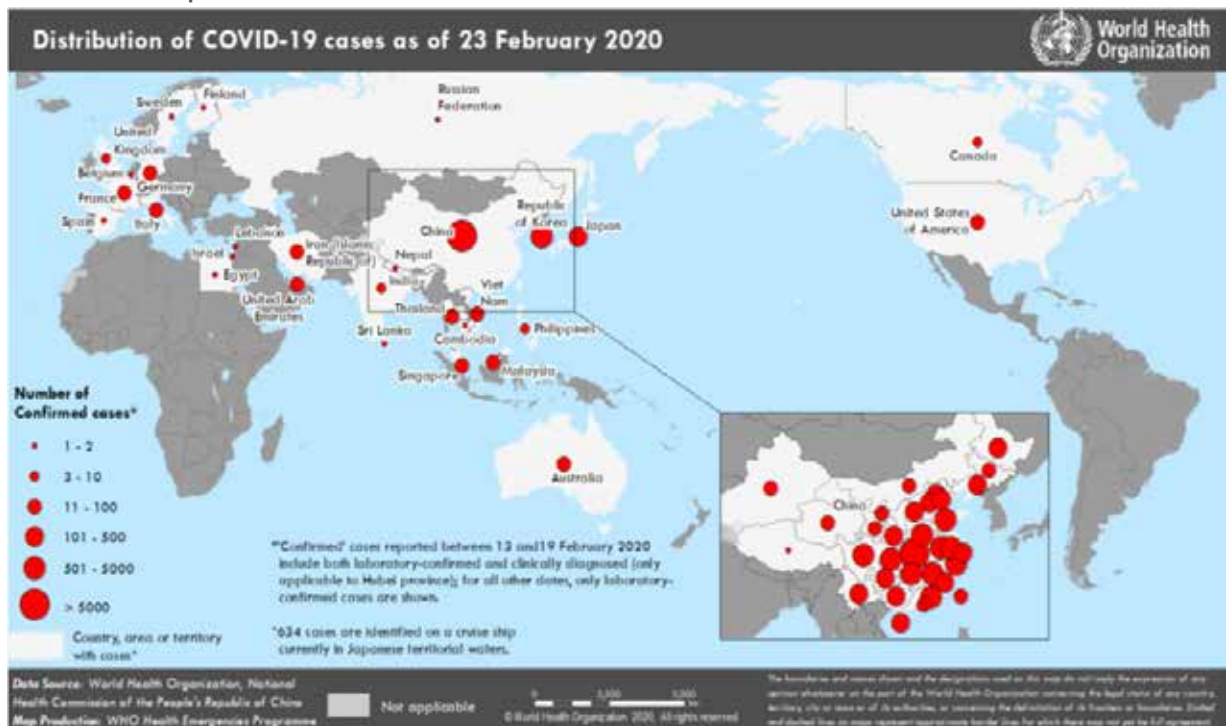 Distribution of COVID-19 cases as of 23 February 2020
World Health
Organization
Finland
Sweden
Russian
Federation
United
Kingdom
Belgium
Germany
France
Spain
Italy
Canada
United States
of America
Republic
of Korea
Japan
China
Lebanon
Israel
Iran (Islamic
Republic of)
Nepal
Egypt
India
United Arab
Emirates
Viet
Nam
Thailand
Philippines
Sri Lanka
Cambodia
Singapore
Malaysia
Australia
China
Number of
Confirmed cases*
1 - 2
3 - 10
11 - 100
101 - 500
501 - 5000
> 5000
Country, area or territory
with cases*
*'Confirmed' cases reported between 13 and19 February 2020
include both laboratory-confirmed and clinically diagnosed (only
applicable to Hubei province); for all other dates, only laboratory-
confirmed cases are shown.
*634 cases are identified on a cruise ship
currently in Japanese territorial waters.
Data Source: World Health Organization, National
Health Commission of the People's Republic of China
Map Production: WHO Health Emergencies Programme
Not applicable
© World Health Organization 2020, All rights reserved